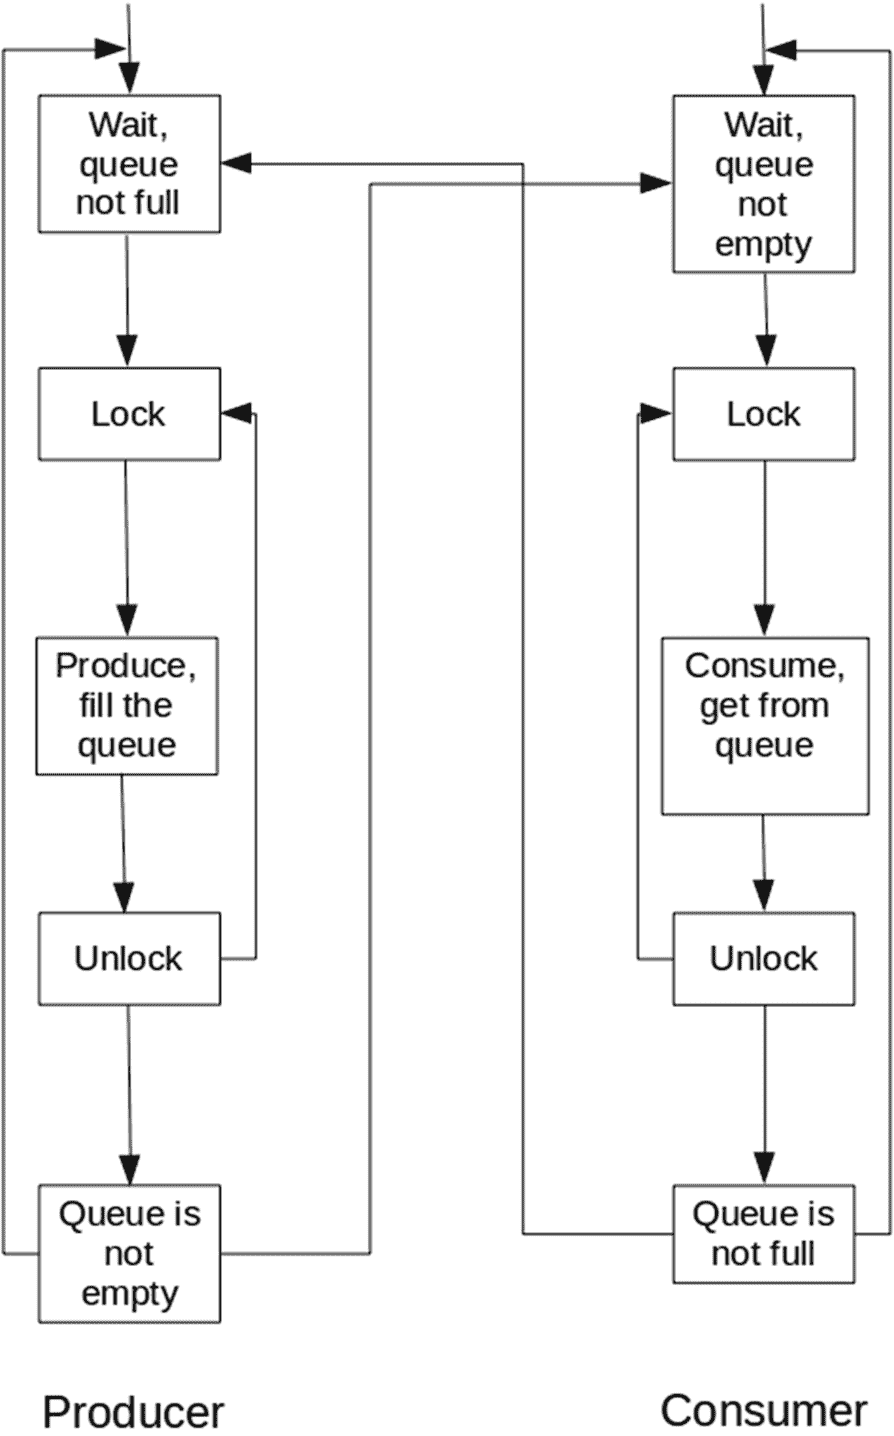 Wait,
queue
not full
Lock
Produce,
fill the
queue
Unlock
Queue is
not
empty
Producer
Wait,
queue
not
empty
Lock
Consume,
get from
queue
Unlock
Queue is
not full
Consumer